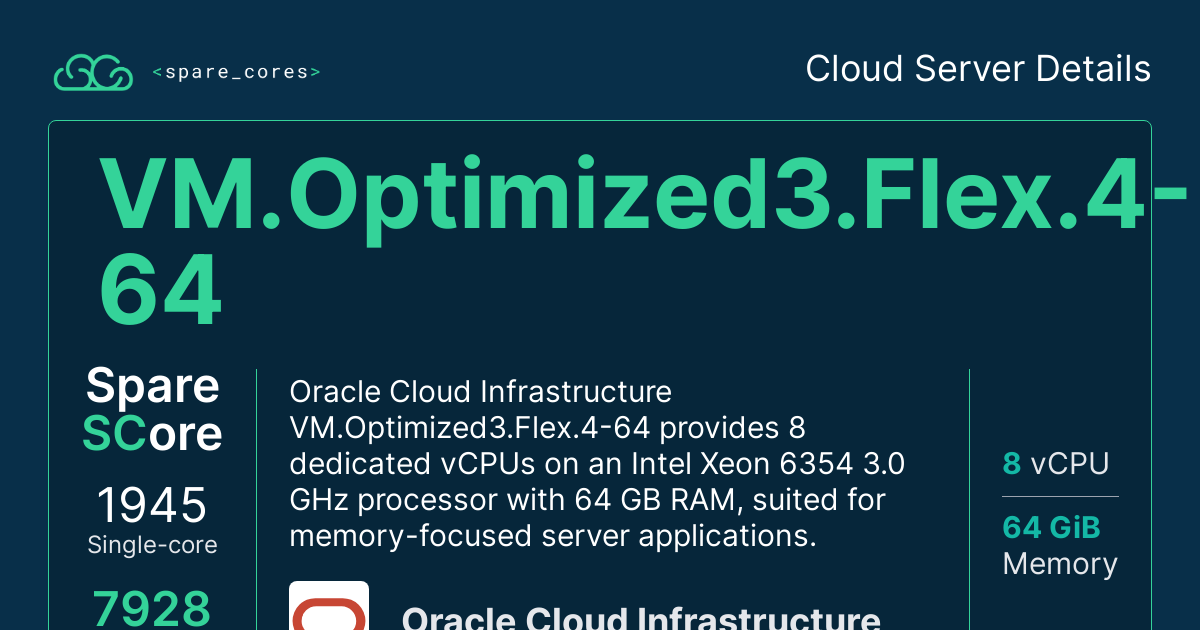 <spare_cores>
Cloud Server Details
VM.Optimized3.Flex.4-
64
Spare
SCore
1945
Single-core
7928
Oracle Cloud Infrastructure
VM.Optimized3.Flex.4-64 provides 8
dedicated vCPUs on an Intel Xeon 6354 3.0
GHz processor with 64 GB RAM, suited for
memory-focused server applications.
Oracle Cloud Infrastructure
8 vCPU
64 GiB
Memory